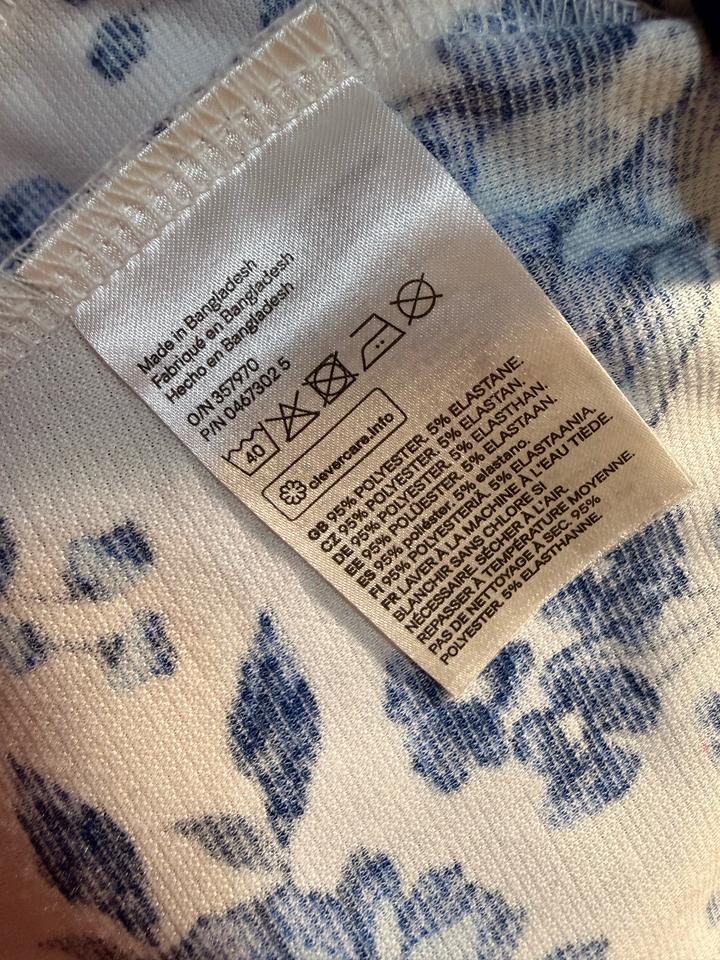 Made in Bangladesh
Fabriqué en Bangladesh
Hecho en Bangladesh
O/N 357970
P/N 0467302 5
40
clevercare.info
GB 95% POLYESTER. 5% ELASTANE.
CZ 95% POLYESTER. 5% ELASTAN.
DE 95% POLYESTER. 5% ELASTHAN.
EE 95% POLÜESTER. 5% ELASTAAN.
ES 95% poliéster. 5% elastano.
FI 95% POLYESTERIÄ. 5% ELASTAANIA.
FR LAVER À LA MACHINE À L'EAU TIÈDE.
BLANCHIR SANS CHLORE SI
NÉCESSAIRE. SÉCHER À L'AIR.
REPASSER À TEMPÉRATURE MOYENNE.
PAS DE NETTOYAGE À SEC. 95%
POLYESTER. 5% ELASTHANNE